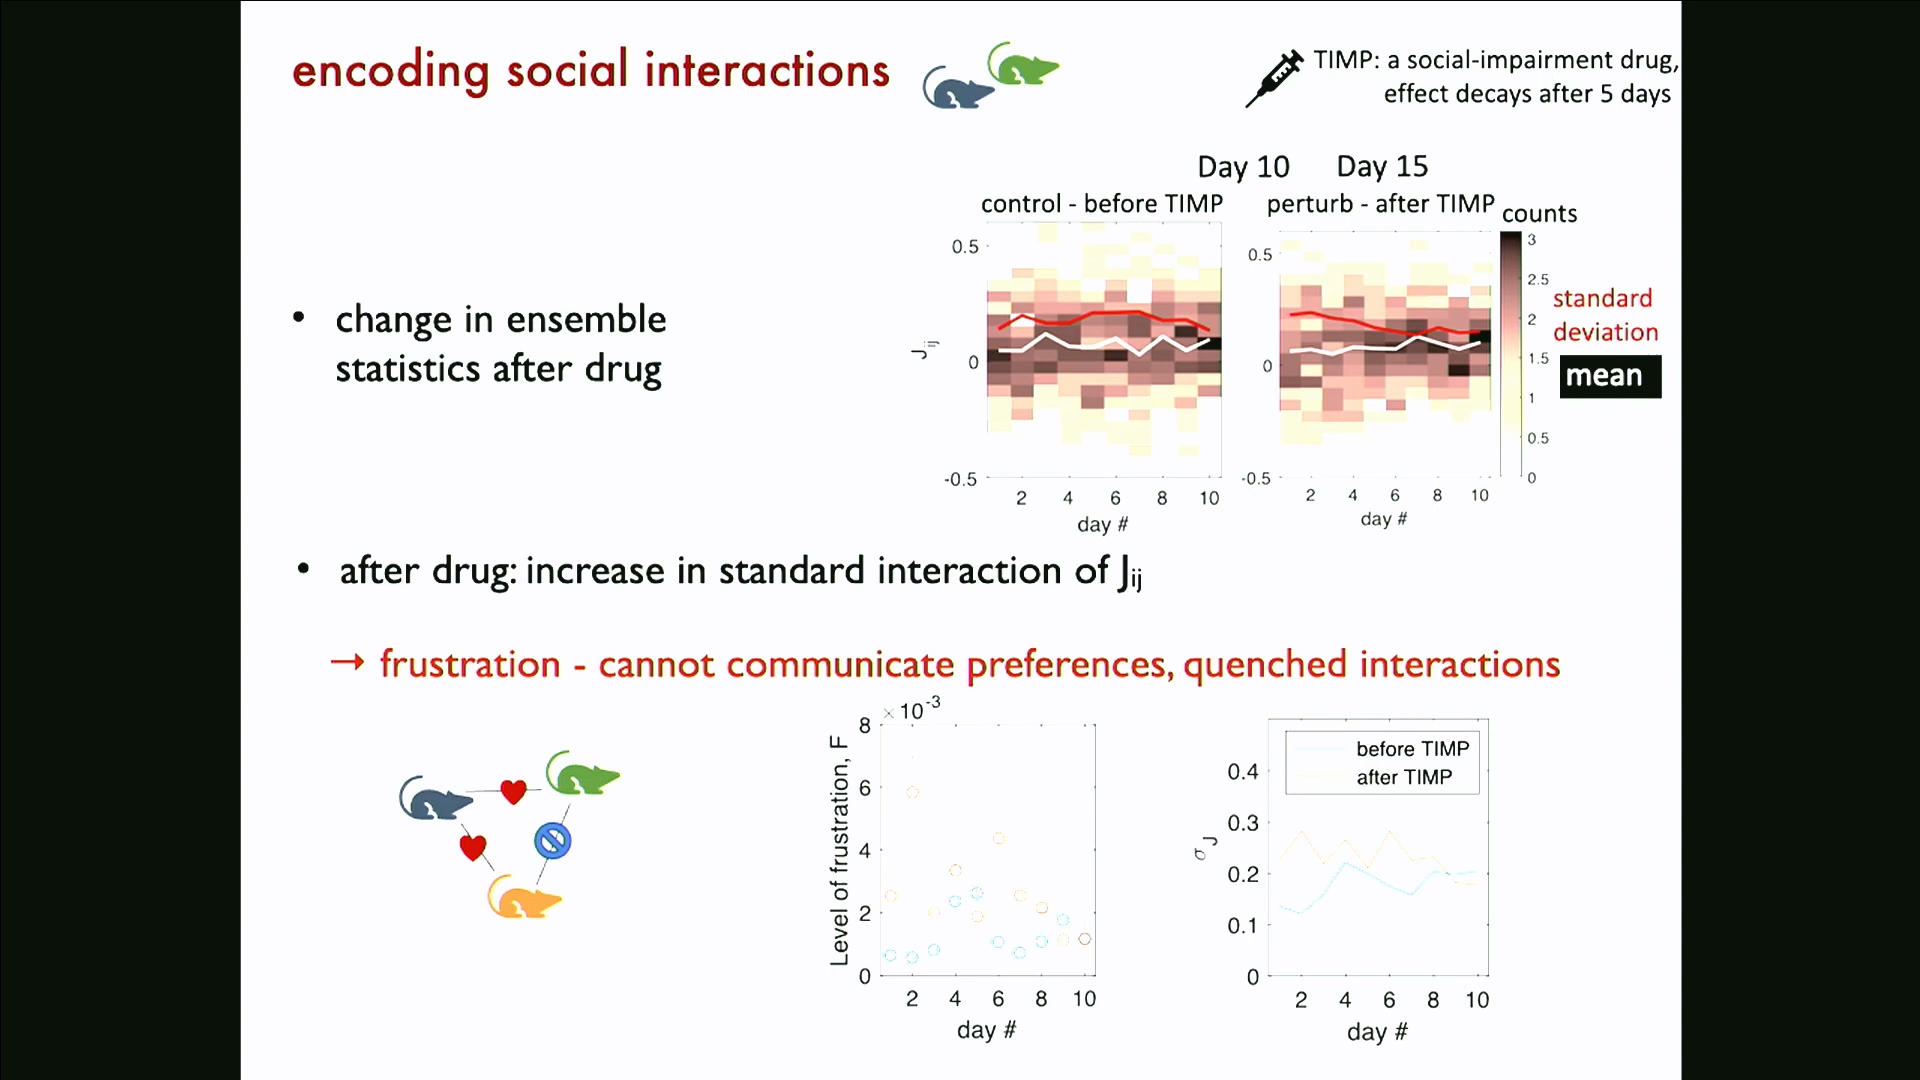 encoding social interactions
TIMP: a social-impairment drug,
effect decays after 5 days
Day 10
Day 15
control - before TIMP
perturb - after TIMP
counts
0.5
0
-0.5
Jij
2 4 6 8 10
day #
0.5
0
-0.5
2 4 6 8 10
day #
3
2.5
2
1.5
1
0.5
0
standard
deviation
mean
• change in ensemble
statistics after drug
• after drug: increase in standard interaction of Jij
→ frustration - cannot communicate preferences, quenched interactions
× 10-3
8
6
4
2
0
Level of frustration, F
2 4 6 8 10
day #
before TIMP
after TIMP
0.4
0.3
0.2
0.1
0
σJ
2 4 6 8 10
day #